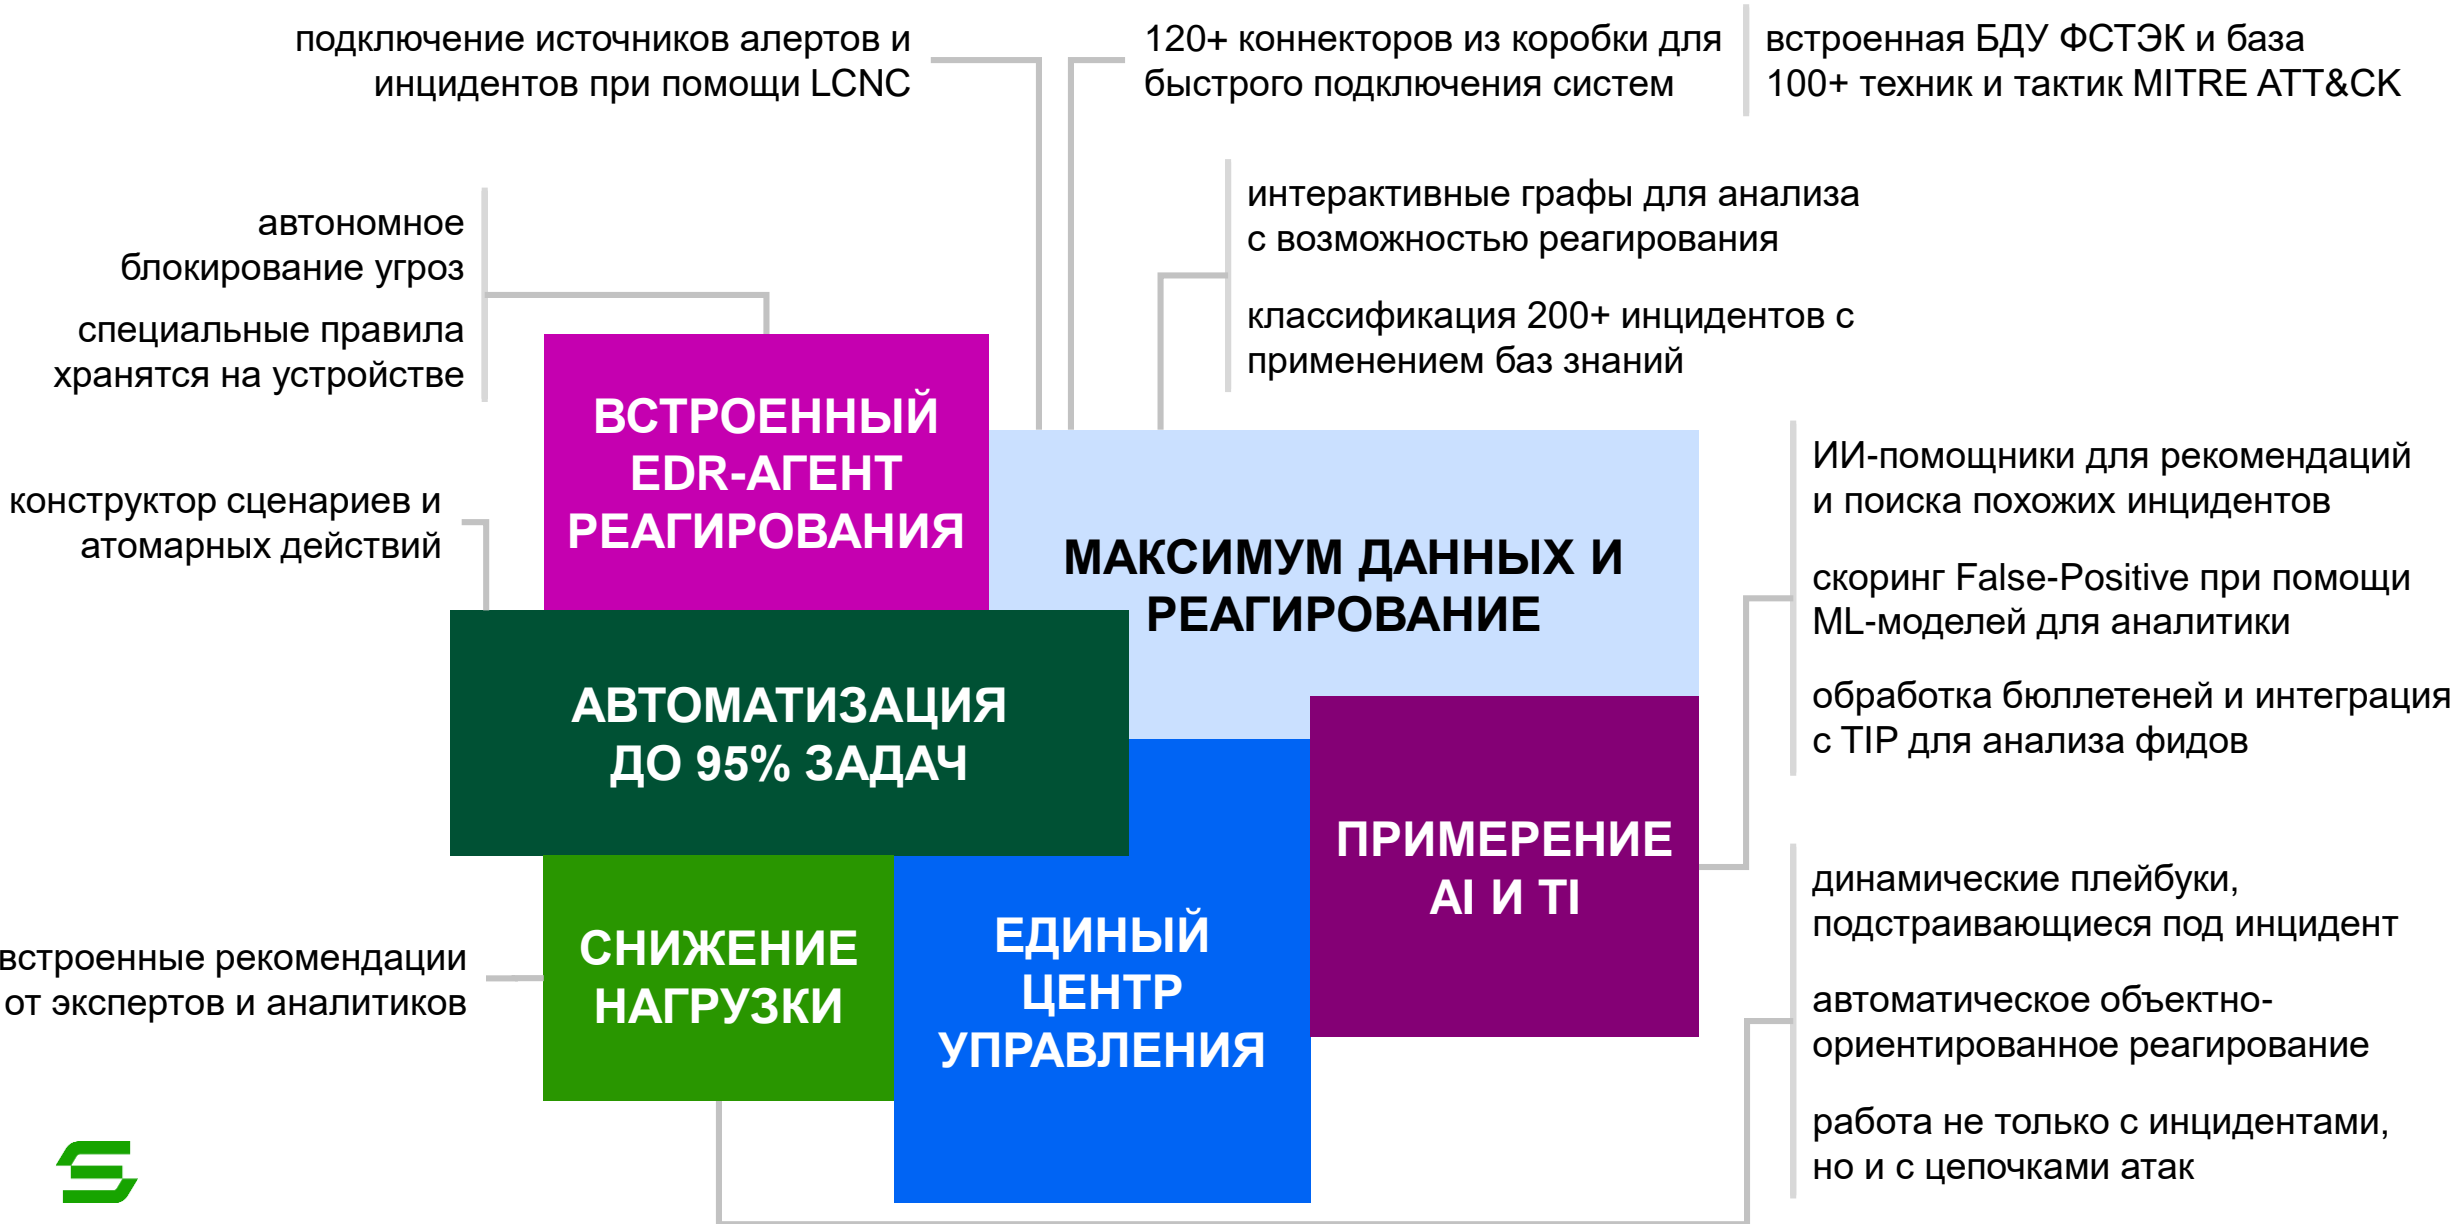 подключение источников алертов и
инцидентов при помощи LCNC
120+ коннекторов из коробки для
быстрого подключения систем
встроенная БДУ ФСТЭК и база
100+ техник и тактик MITRE ATT&CK
автономное
блокирование угроз
специальные правила
хранятся на устройстве
интерактивные графы для анализа
с возможностью реагирования
классификация 200+ инцидентов с
применением баз знаний
ВСТРОЕННЫЙ
EDR-АГЕНТ
РЕАГИРОВАНИЯ
конструктор сценариев и
атомарных действий
МАКСИМУМ ДАННЫХ И
РЕАГИРОВАНИЕ
ИИ-помощники для рекомендаций
и поиска похожих инцидентов
скоринг False-Positive при помощи
ML-моделей для аналитики
обработка бюллетеней и интеграция
с TIP для анализа фидов
АВТОМАТИЗАЦИЯ
ДО 95% ЗАДАЧ
ПРИМЕРЕНИЕ
AI И TI
встроенные рекомендации
от экспертов и аналитиков
СНИЖЕНИЕ
НАГРУЗКИ
ЕДИНЫЙ
ЦЕНТР
УПРАВЛЕНИЯ
динамические плейбуки,
подстраивающиеся под инцидент
автоматическое объектно-
ориентированное реагирование
работа не только с инцидентами,
но и с цепочками атак